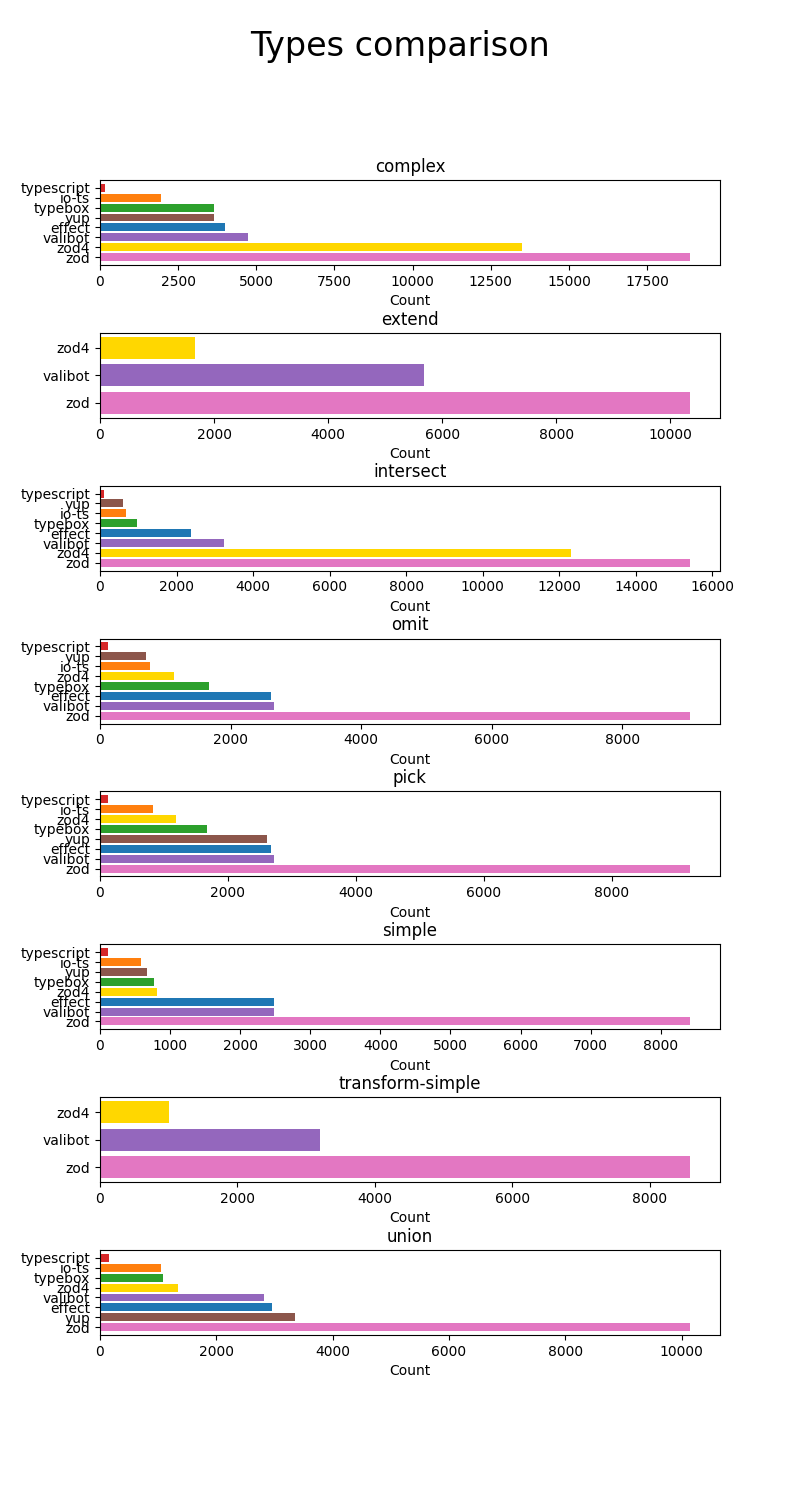 Types comparison
complex
typescript
io-ts
typebox
yup
effect
valibot
zod4
zod
0 2500 5000 7500 10000 12500 15000 17500
Count
extend
zod4
valibot
zod
0 2000 4000 6000 8000 10000
Count
intersect
typescript
yup
io-ts
typebox
effect
valibot
zod4
zod
0 2000 4000 6000 8000 10000 12000 14000 16000
Count
omit
typescript
yup
io-ts
zod4
typebox
effect
valibot
zod
0 2000 4000 6000 8000
Count
pick
typescript
io-ts
zod4
typebox
yup
effect
valibot
zod
0 2000 4000 6000 8000
Count
simple
typescript
io-ts
yup
typebox
zod4
effect
valibot
zod
0 1000 2000 3000 4000 5000 6000 7000 8000
Count
transform-simple
zod4
valibot
zod
0 2000 4000 6000 8000
Count
union
typescript
io-ts
typebox
zod4
valibot
effect
yup
zod
0 2000 4000 6000 8000 10000
Count